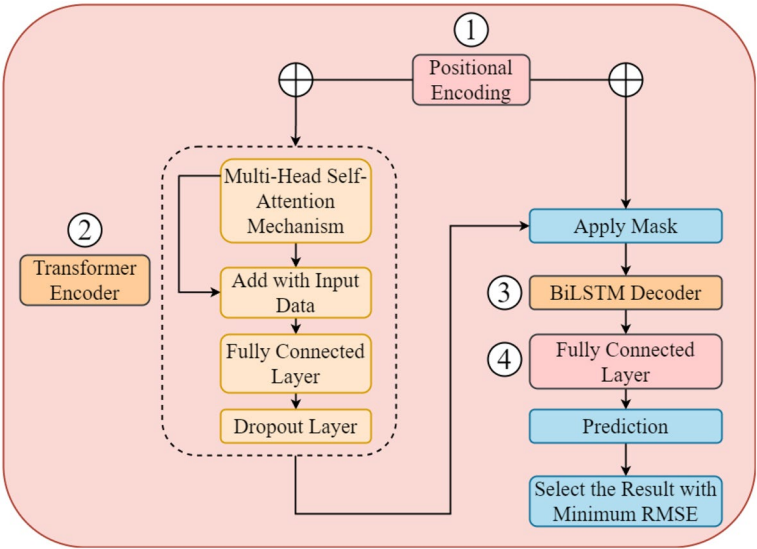 1
Positional
Encoding
Multi-Head Self-
Attention
Mechanism
2
Transformer
Encoder
Add with Input
Data
Fully Connected
Layer
Dropout Layer
Apply Mask
3
BiLSTM Decoder
4
Fully Connected
Layer
Prediction
Select the Result with
Minimum RMSE